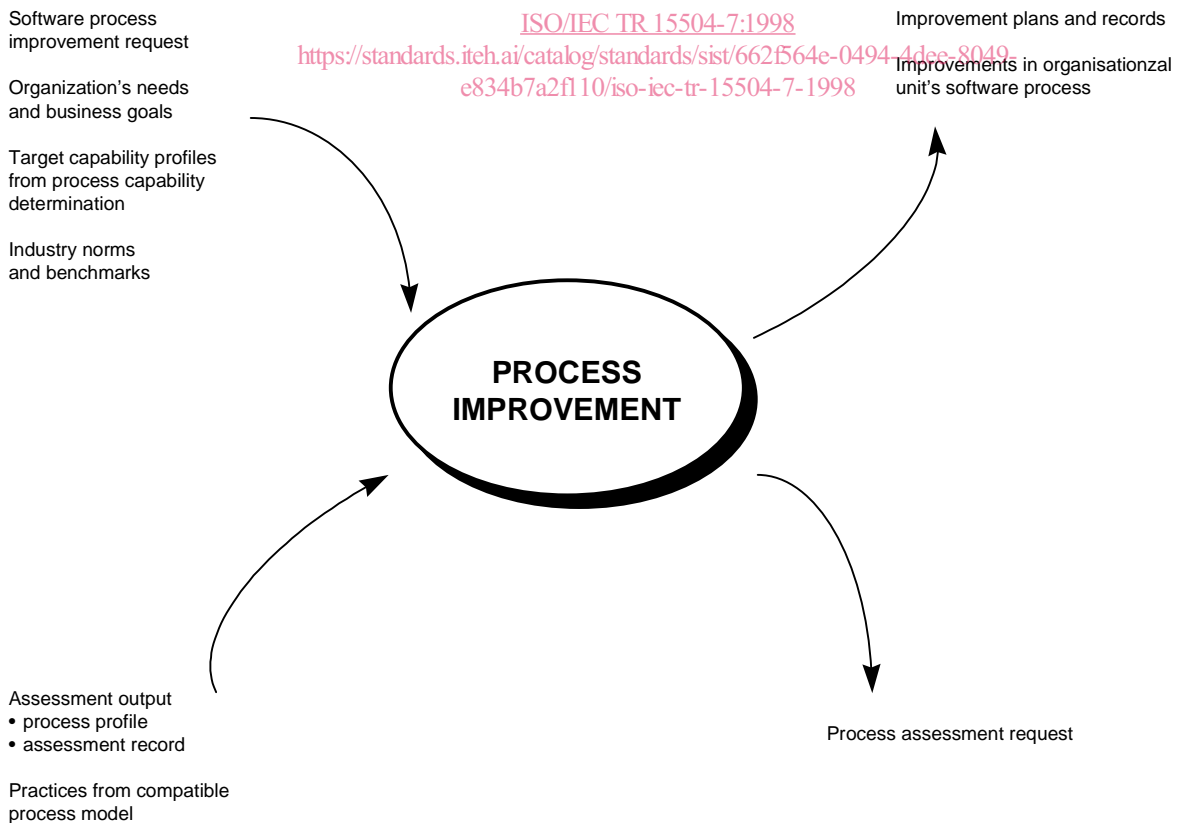 Software process
improvement request
Organization's needs
and business goals
Target capability profiles
from process capability
determination
Industry norms
and benchmarks
ISO/IEC TR 15504-7:1998
https://standards.iteh.ai/catalog/standards/sist/662f564e-0494-4dee-8049-
e834b7a2f110/iso-iec-tr-15504-7-1998
Improvement plans and records
Improvements in organisationzal
unit's software process
PROCESS
IMPROVEMENT
Assessment output
• process profile
• assessment record
Practices from compatible
process model
Process assessment request